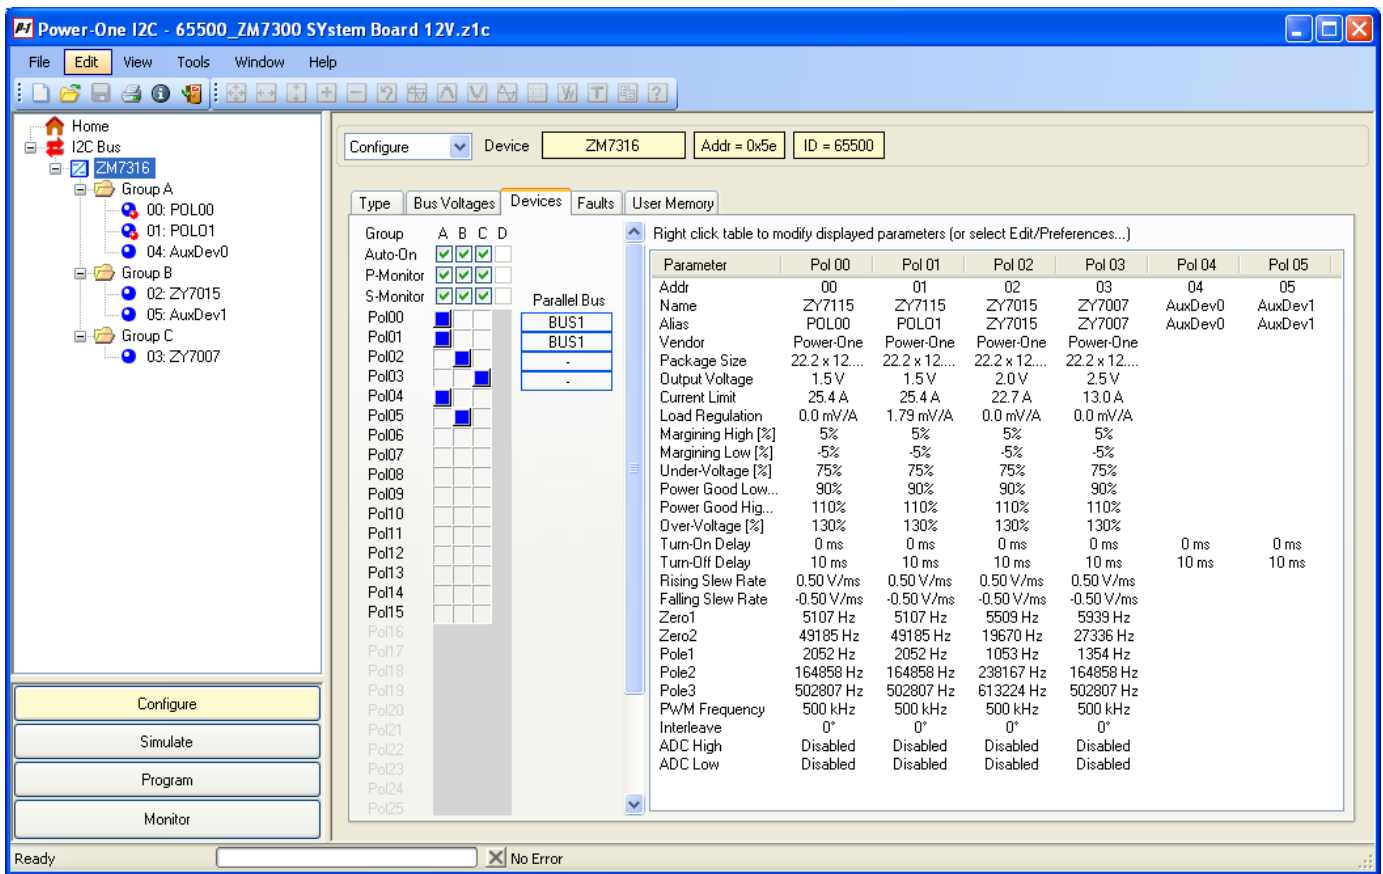 Power-One I2C - 65500_ZM7300 SYstem Board 12V.z1c
File Edit View Tools Window Help
Home
I2C Bus
ZM7316
Group A
00: POL00
01: POL01
04: AuxDev0
Group B
02: ZY7015
05: AuxDev1
Group C
03: ZY7007
Configure
Simulate
Program
Monitor
Configure Device ZM7316 Addr = 0x5e ID = 65500
Type Bus Voltages Devices Faults User Memory
Group A B C D
Auto-On
P-Monitor
S-Monitor Parallel Bus
Pol00 BUS1
Pol01 BUS1
Pol02 -
Pol03 -
Pol04
Pol05
Pol06
Pol07
Pol08
Pol09
Pol10
Pol11
Pol12
Pol13
Pol14
Pol15
Pol16
Pol17
Pol18
Pol19
Pol20
Pol21
Pol22
Pol23
Pol24
Pol25
Right click table to modify displayed parameters (or select Edit/Preferences...)
Parameter Pol 00 Pol 01 Pol 02 Pol 03 Pol 04 Pol 05
Addr 00 01 02 03 04 05
Name ZY7115 ZY7115 ZY7015 ZY7007 AuxDev0 AuxDev1
Alias POL00 POL01 ZY7015 ZY7007 AuxDev0 AuxDev1
Vendor Power-One Power-One Power-One Power-One
Package Size 22.2 x 12.... 22.2 x 12.... 22.2 x 12.... 22.2 x 12....
Output Voltage 1.5 V 1.5 V 2.0 V 2.5 V
Current Limit 25.4 A 25.4 A 22.7 A 13.0 A
Load Regulation 0.0 mV/A 1.79 mV/A 0.0 mV/A 0.0 mV/A
Margining High [%] 5% 5% 5% 5%
Margining Low [%] -5% -5% -5% -5%
Under-Voltage [%] 75% 75% 75% 75%
Power Good Low... 90% 90% 90% 90%
Power Good Hig... 110% 110% 110% 110%
Over-Voltage [%] 130% 130% 130% 130%
Turn-On Delay 0 ms 0 ms 0 ms 0 ms 0 ms 0 ms
Turn-Off Delay 10 ms 10 ms 10 ms 10 ms 10 ms 10 ms
Rising Slew Rate 0.50 V/ms 0.50 V/ms 0.50 V/ms 0.50 V/ms
Falling Slew Rate -0.50 V/ms -0.50 V/ms -0.50 V/ms -0.50 V/ms
Zero1 5107 Hz 5107 Hz 5509 Hz 5939 Hz
Zero2 49185 Hz 49185 Hz 19670 Hz 27336 Hz
Pole1 2052 Hz 2052 Hz 1053 Hz 1354 Hz
Pole2 164858 Hz 164858 Hz 238167 Hz 164858 Hz
Pole3 502807 Hz 502807 Hz 613224 Hz 502807 Hz
PWM Frequency 500 kHz 500 kHz 500 kHz 500 kHz
Interleave 0° 0° 0° 0°
ADC High Disabled Disabled Disabled Disabled
ADC Low Disabled Disabled Disabled Disabled
Ready No Error